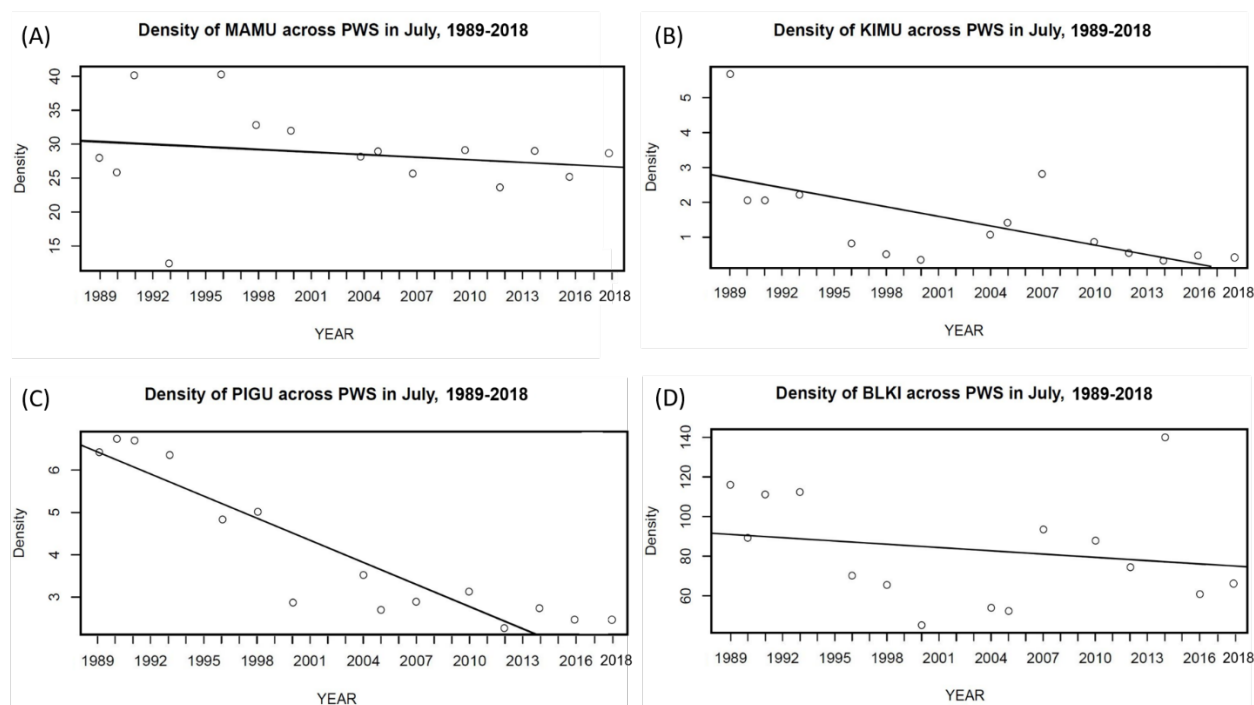 (A)
Density of MAMU across PWS in July, 1989-2018
Density
40
35
30
25
20
15
1989 1992 1995 1998 2001 2004 2007 2010 2013 2016 2018
YEAR
(B)
Density of KIMU across PWS in July, 1989-2018
Density
5
3
2
1
1989 1992 1995 1998 2001 2004 2007 2010 2013 2016 2018
YEAR
(C)
Density of PIGU across PWS in July, 1989-2018
Density
6
4
3
1989 1992 1995 1998 2001 2004 2007 2010 2013 2016 2018
YEAR
(D)
Density of BLKI across PWS in July, 1989-2018
Density
140
120
100
80
60
1989 1992 1995 1998 2001 2004 2007 2010 2013 2016 2018
YEAR